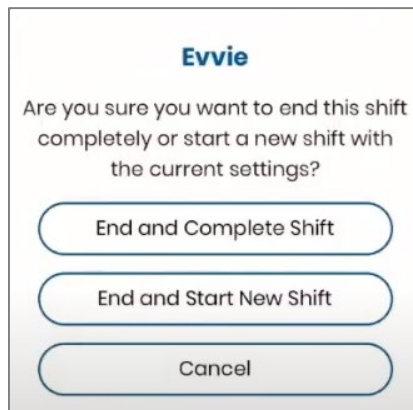 Evvie
Are you sure you want to end this shift
completely or start a new shift with
the current settings?
End and Complete Shift
End and Start New Shift
Cancel